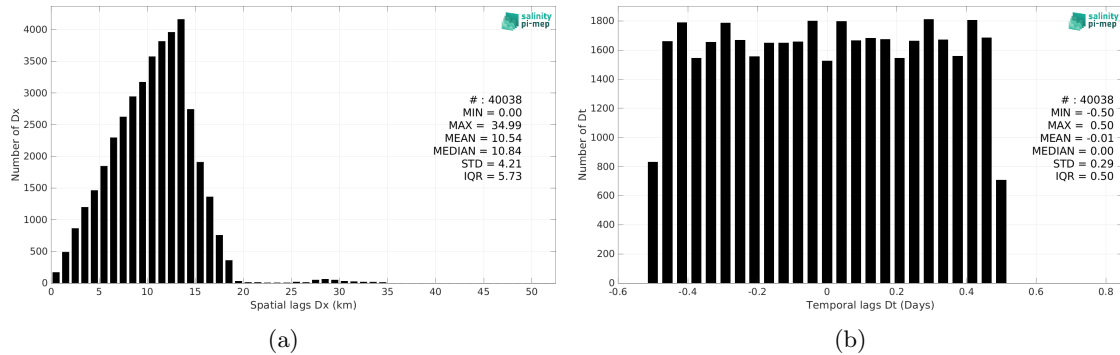 4000
3500
3000
2500
2000
1500
1000
500
0
Number of Dx
0 5 10 15 20 25 30 35 40 45 50
Spatial lags Dx (km)
salinity
pi-mep
# : 40038
MIN = 0.00
MAX = 34.99
MEAN = 10.54
MEDIAN = 10.84
STD = 4.21
IQR = 5.73
(a)
1800
1600
1400
1200
1000
800
600
400
200
0
Number of Dt
-0.6 -0.4 -0.2 0 0.2 0.4 0.6 0.8
Temporal lags Dt (Days)
salinity
pi-mep
# : 40038
MIN = -0.50
MAX = 0.50
MEAN = -0.01
MEDIAN = 0.00
STD = 0.29
IQR = 0.50
(b)